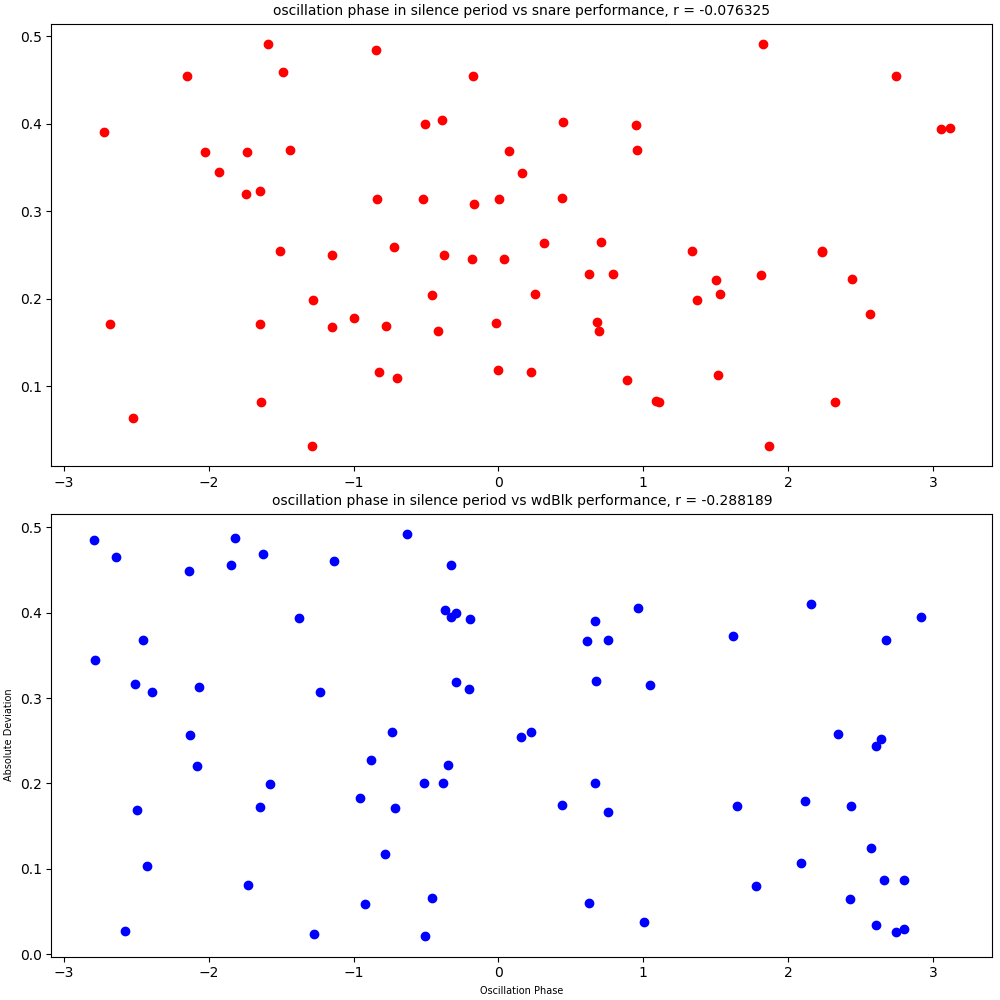 oscillation phase in silence period vs snare performance, r = -0.076325
0.5
0.4
0.3
0.2
0.1
−3 −2 −1 0 1 2 3
oscillation phase in silence period vs wdBlk performance, r = -0.288189
0.5
0.4
0.3
0.2
0.1
0.0
Absolute Deviation
−3 −2 −1 0 1 2 3
Oscillation Phase